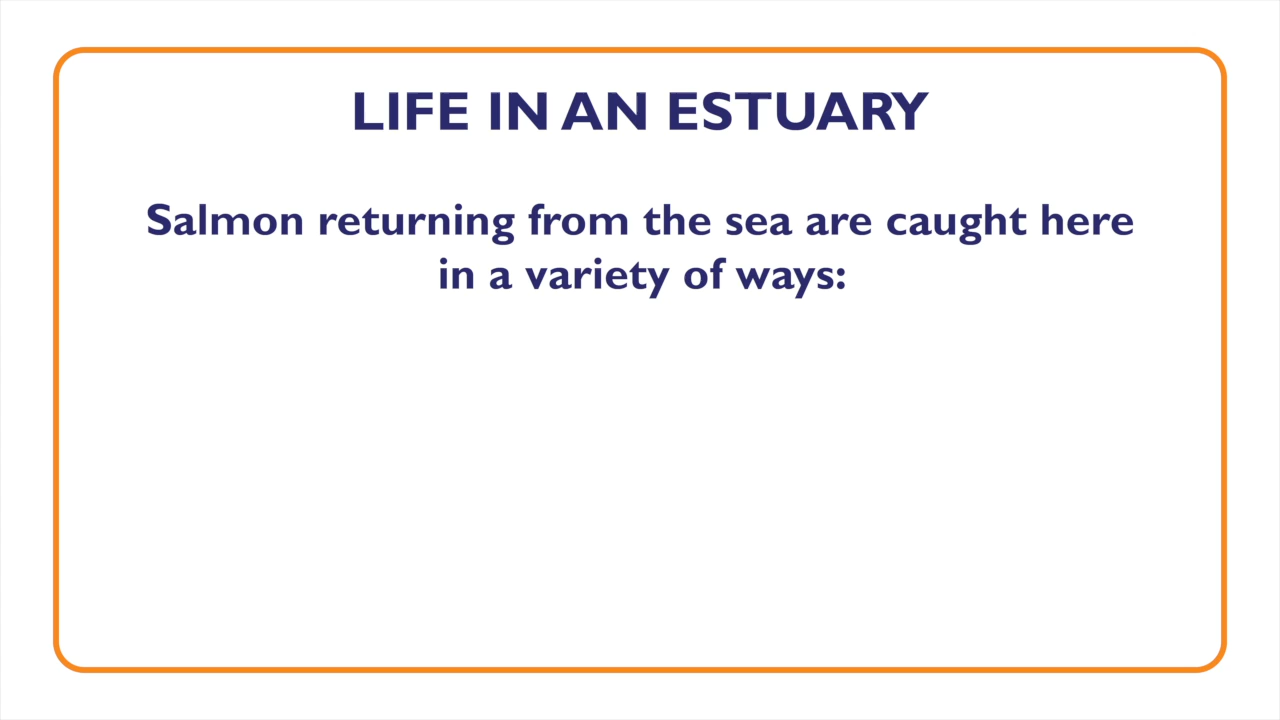 LIFE IN AN ESTUARY
Salmon returning from the sea are caught here
in a variety of ways: